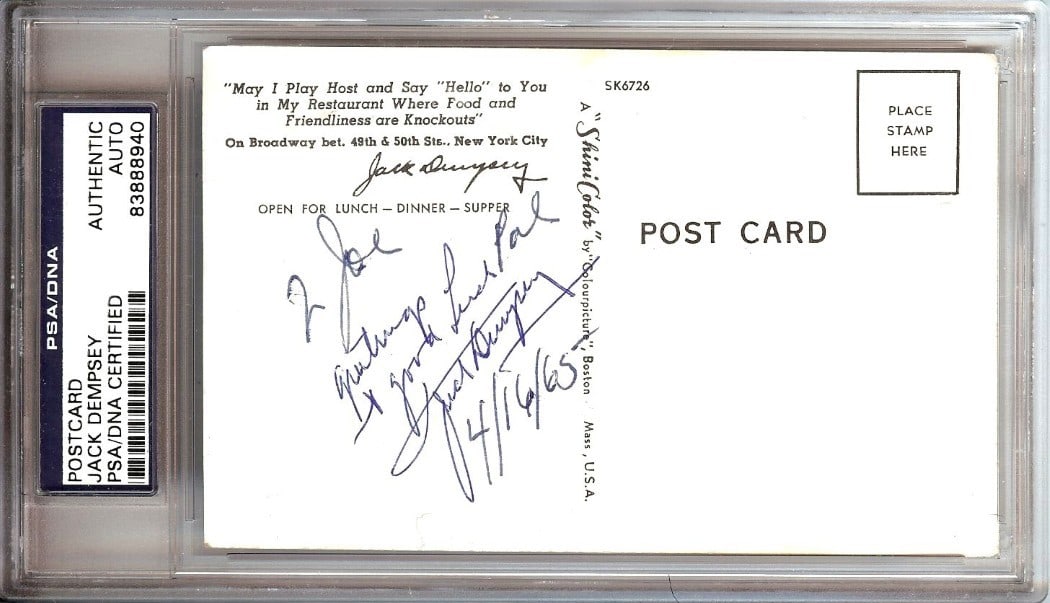 PSA/DNA
POSTCARD
JACK DEMPSEY
PSA/DNA CERTIFIED
AUTHENTIC
AUTO
83888940
"May I Play Host and Say "Hello" to You
in My Restaurant Where Food and
Friendliness are Knockouts"
On Broadway bet. 49th & 50th Sts., New York City
Jack Dempsey
OPEN FOR LUNCH — DINNER — SUPPER
2 Joe
greetings
& good luck Pal
Jack Dempsey
4/16/65
SK6726
A "ShiniColor" by "Colourpicture", Boston Mass., U.S.A.
POST CARD
PLACE
STAMP
HERE